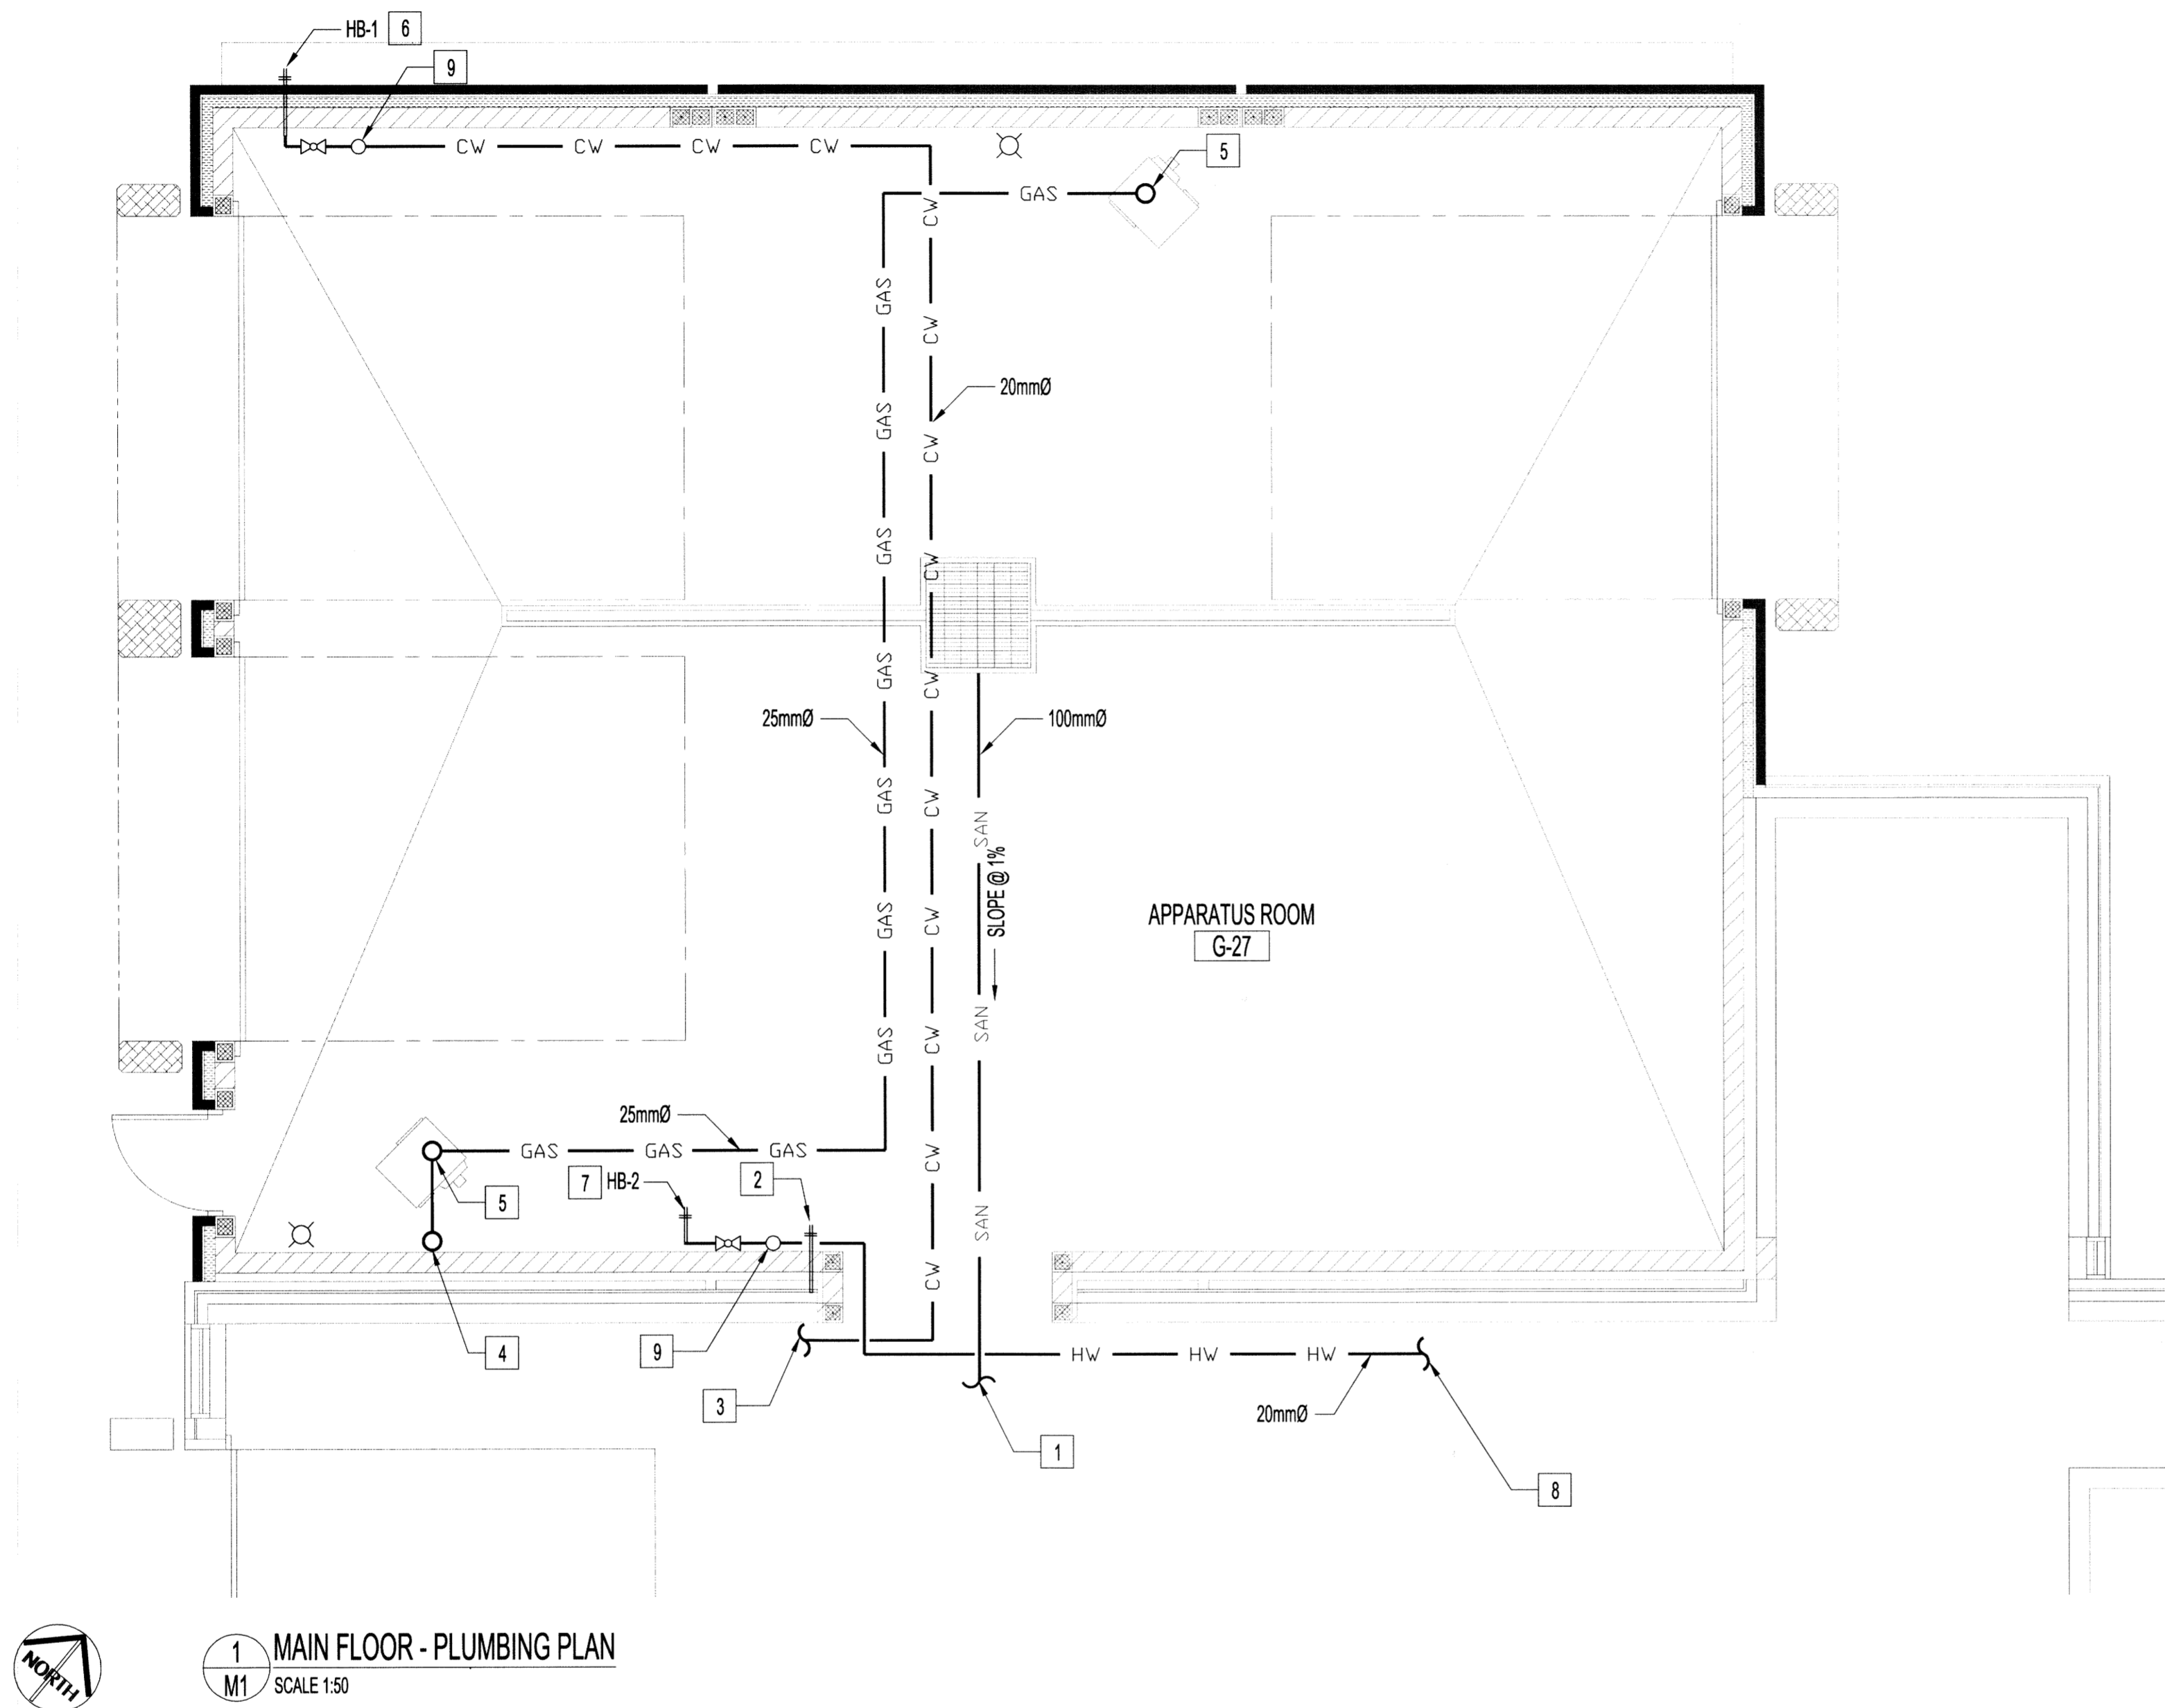 HB-1 6
9
CW CW CW CW
5
GAS
CW
GAS
CW
20mmØ
GAS
CW
GAS
CW
GAS
CW
25mmØ
100mmØ
GAS
CW
SAN
SLOPE @ 1%
APPARATUS ROOM
G-27
GAS
CW
GAS
CW
SAN
25mmØ
GAS GAS GAS
CW
7 HB-2
2
5
SAN
CW
4
9
3
HW HW HW
20mmØ
1
8
NORTH
1
M1
MAIN FLOOR - PLUMBING PLAN
SCALE 1:50